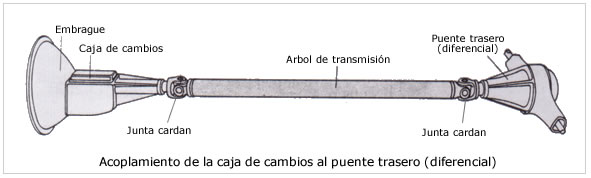 Embrague
Caja de cambios
Arbol de transmisión
Puente trasero
(diferencial)
Junta cardan
Junta cardan
Acoplamiento de la caja de cambios al puente trasero (diferencial)